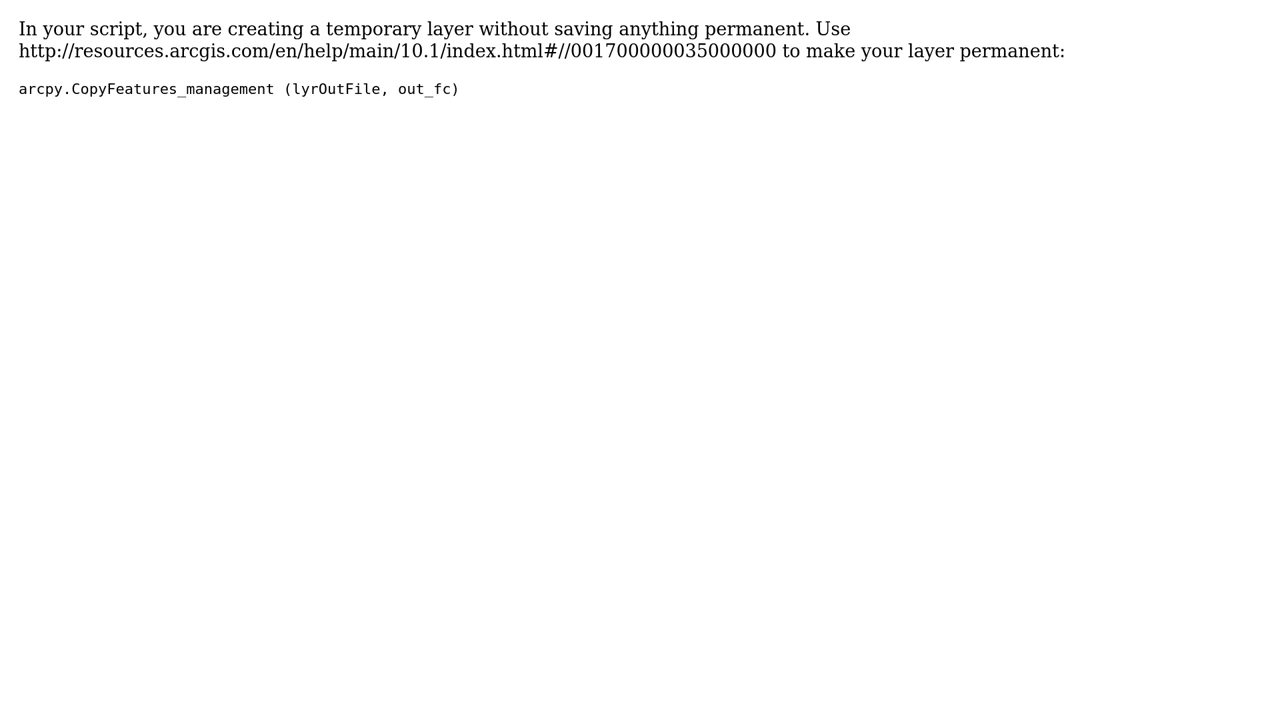 In your script, you are creating a temporary layer without saving anything permanent. Use
http://resources.arcgis.com/en/help/main/10.1/index.html#//001700000035000000 to make your layer permanent:
arcpy.CopyFeatures_management (lyrOutFile, out_fc)